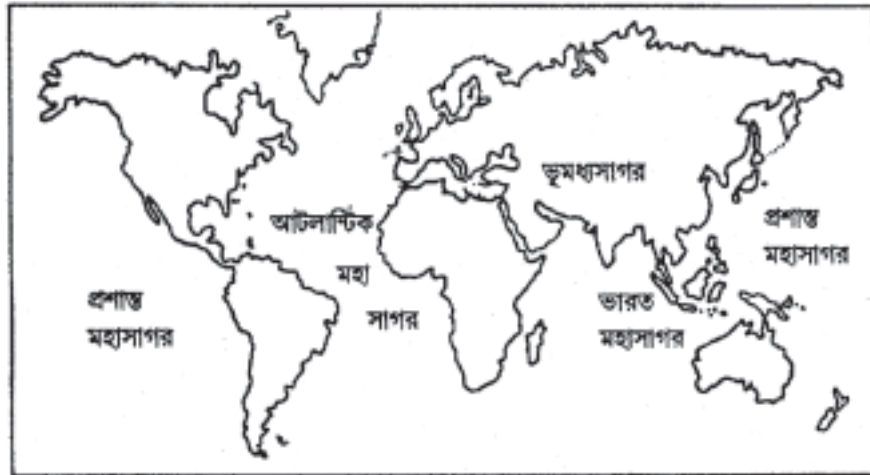 ভূমধ্যসাগর
আটলান্টিক
মহা
সাগর
প্রশান্ত
মহাসাগর
প্রশান্ত
মহাসাগর
ভারত
মহাসাগর